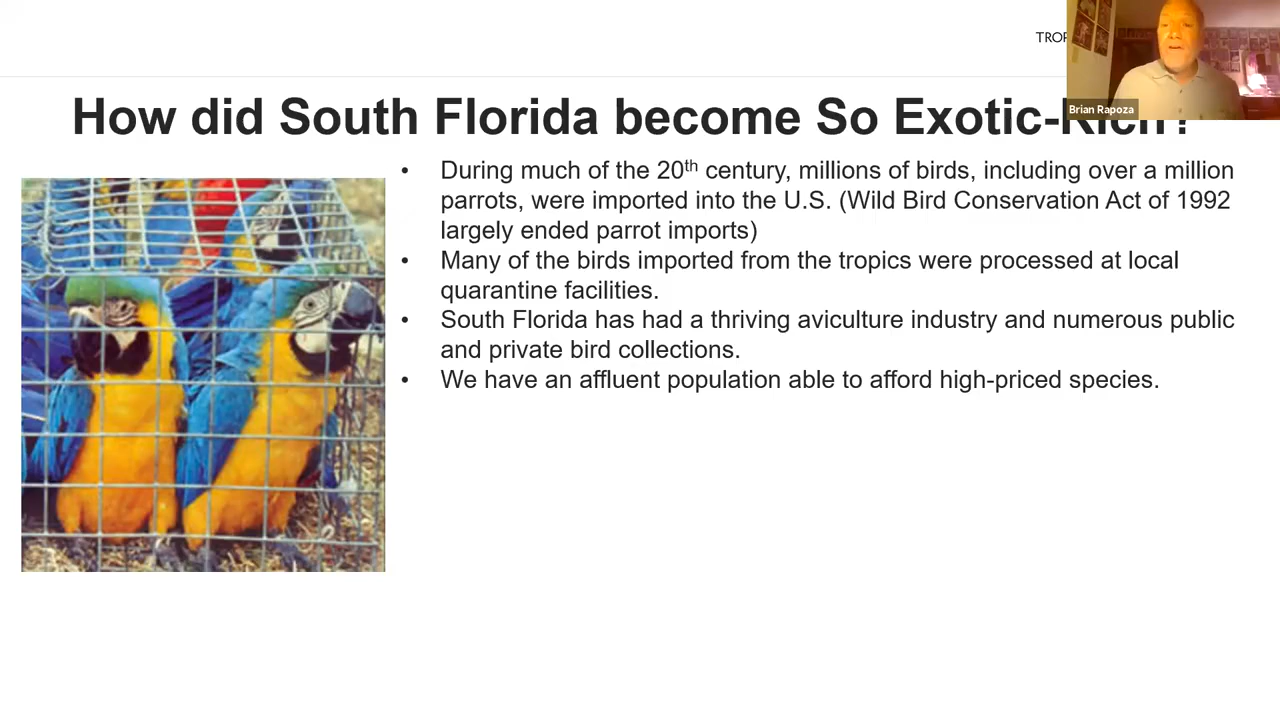 TROP
Brian Rapoza
How did South Florida become So Exotic-Rich?
• During much of the 20th century, millions of birds, including over a million
parrots, were imported into the U.S. (Wild Bird Conservation Act of 1992
largely ended parrot imports)
• Many of the birds imported from the tropics were processed at local
quarantine facilities.
• South Florida has had a thriving aviculture industry and numerous public
and private bird collections.
• We have an affluent population able to afford high-priced species.